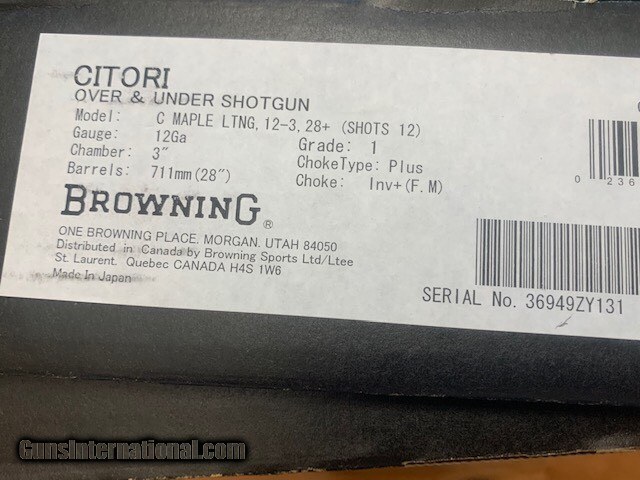 CITORI
OVER & UNDER SHOTGUN
Model: C MAPLE LTNG, 12-3, 28+ (SHOTS 12)
Gauge: 12Ga
Grade: 1
Chamber: 3"
ChokeType: Plus
Barrels: 711mm(28")
Choke: Inv+(F.M)
BROWNING®
ONE BROWNING PLACE. MORGAN. UTAH 84050
Distributed in Canada by Browning Sports Ltd/Ltee
St. Laurent. Quebec CANADA H4S 1W6
Made In Japan
0 236
SERIAL No. 36949ZY131
GunsInternational.com